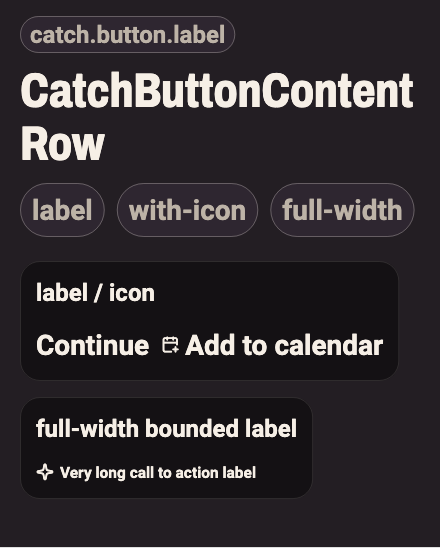 catch.button.label
CatchButtonContent
Row
label with-icon full-width
label / icon
Continue Add to calendar
full-width bounded label
Very long call to action label